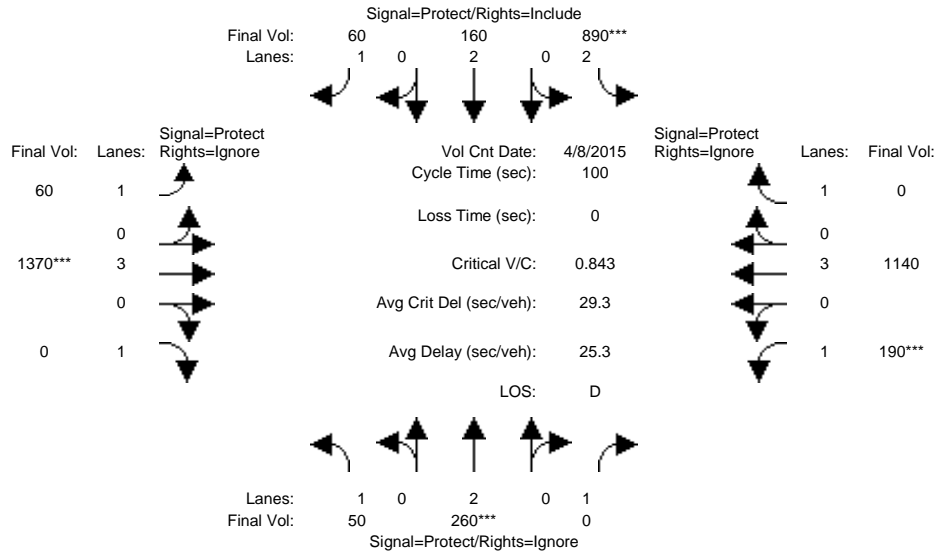 Signal=Protect/Rights=Include
Final Vol: 60 160 890***
Lanes: 1 0 2 0 2
Signal=Protect Signal=Protect
Final Vol: Lanes: Rights=Ignore Vol Cnt Date: 4/8/2015 Rights=Ignore Lanes: Final Vol:
Cycle Time (sec): 100
60 1 1 0
Loss Time (sec): 0
0 0
1370*** 3 Critical V/C: 0.843 3 1140
0 Avg Crit Del (sec/veh): 29.3 0
0 1 Avg Delay (sec/veh): 25.3 1 190***
LOS: D
Lanes: 1 0 2 0 1
Final Vol: 50 260*** 0
Signal=Protect/Rights=Ignore